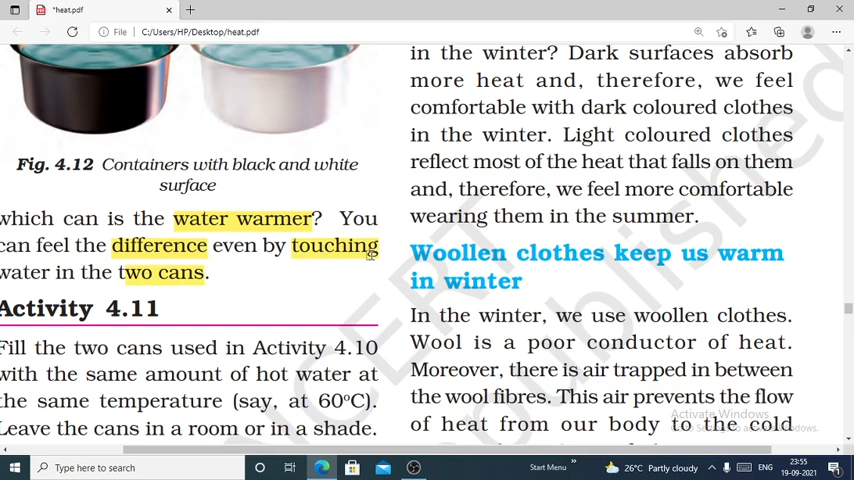 *heat.pdf
File
C:/Users/HP/Desktop/heat.pdf
Fig. 4.12 Containers with black and white
surface
which can is the water warmer? You
can feel the difference even by touching
water in the two cans.
Activity 4.11
Fill the two cans used in Activity 4.10
with the same amount of hot water at
the same temperature (say, at 60°C).
Leave the cans in a room or in a shade.
in the winter? Dark surfaces absorb
more heat and, therefore, we feel
comfortable with dark coloured clothes
in the winter. Light coloured clothes
reflect most of the heat that falls on them
and, therefore, we feel more comfortable
wearing them in the summer.
Woollen clothes keep us warm
in winter
In the winter, we use woollen clothes.
Wool is a poor conductor of heat.
Moreover, there is air trapped in between
the wool fibres. This air prevents the flow
of heat from our body to the cold
NCERT
republished
Activate Windows
Go to Settings to activate Windows.
Type here to search
Start Menu
26°C Partly cloudy
ENG
23:55
19-09-2021